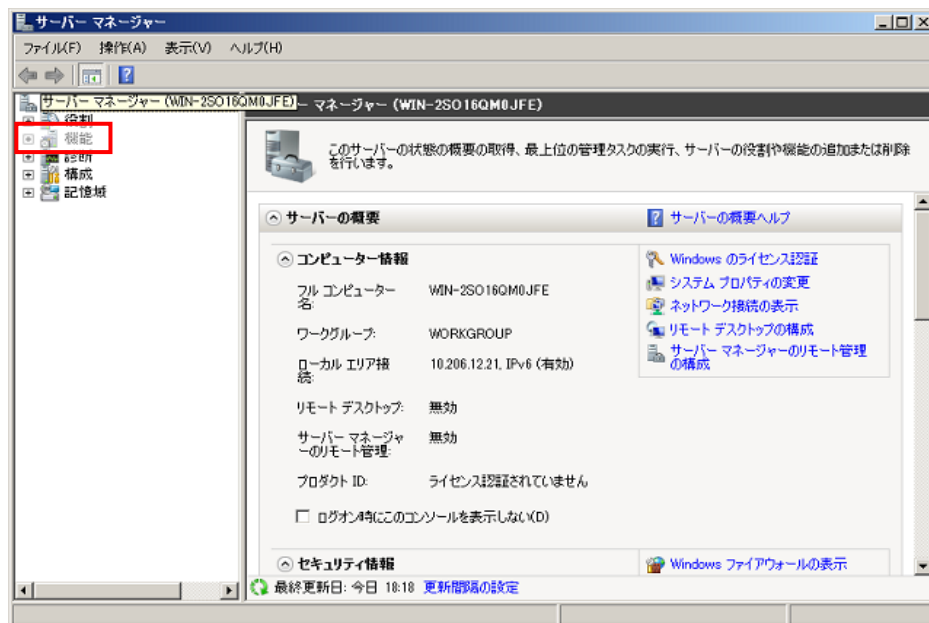 サーバー マネージャー
ファイル(F) 操作(A) 表示(V) ヘルプ(H)
サーバー マネージャー (WIN-2SO16QM0JFE)
ー マネージャー (WIN-2SO16QM0JFE)
役割
機能
診断
構成
記憶域
このサーバーの状態の概要の取得、最上位の管理タスクの実行、サーバーの役割や機能の追加または削除
を行います。
サーバーの概要
サーバーの概要ヘルプ
コンピューター情報
フル コンピューター
名:
WIN-2SO16QM0JFE
ワークグループ:
WORKGROUP
ローカル エリア接
続:
10.206.12.21, IPv6 (有効)
リモート デスクトップ:
無効
サーバー マネージャ
ーのリモート管理:
無効
プロダクト ID:
ライセンス認証されていません
ログオン時にこのコンソールを表示しない(D)
Windows のライセンス認証
システム プロパティの変更
ネットワーク接続の表示
リモート デスクトップの構成
サーバー マネージャーのリモート管理
の構成
セキュリティ情報
Windows ファイアウォールの表示
最終更新日: 今日 18:18 更新間隔の設定